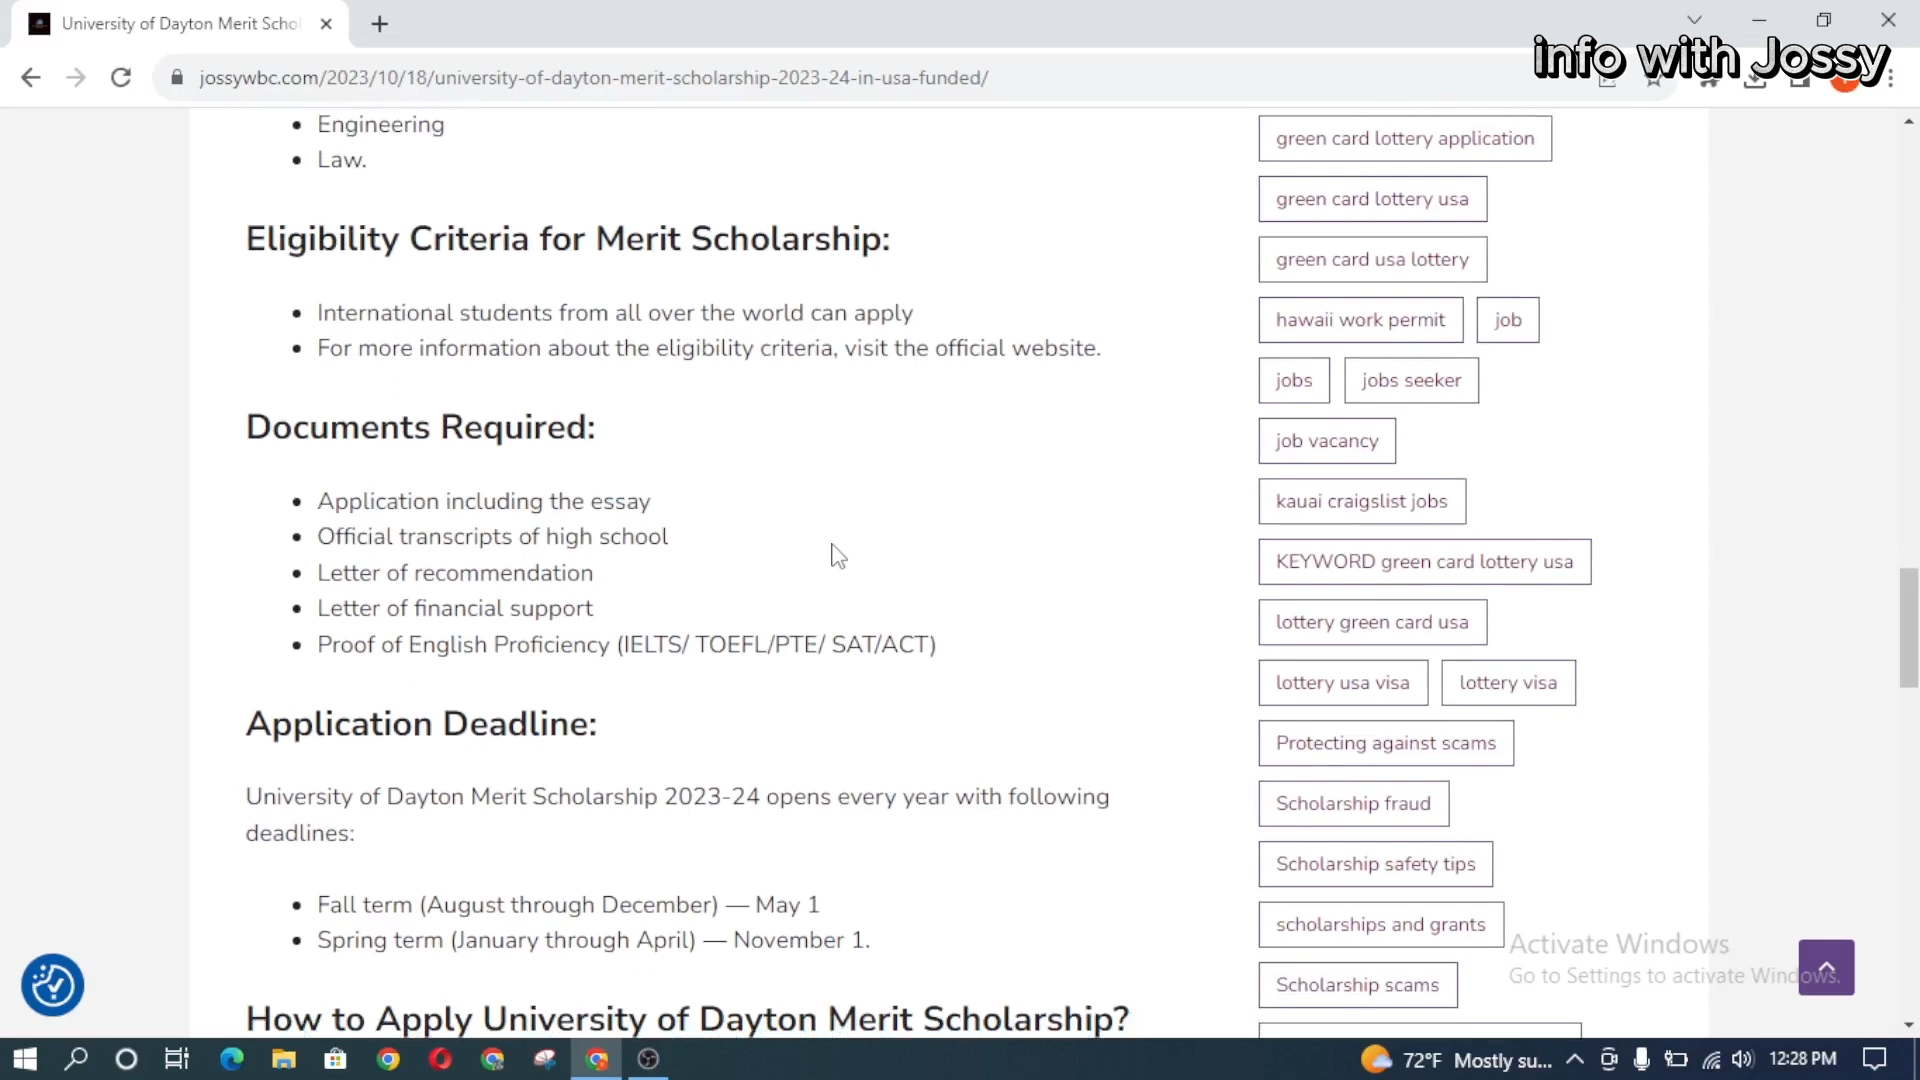 University of Dayton Merit Schol
info with Jossy
jossywbc.com/2023/10/18/university-of-dayton-merit-scholarship-2023-24-in-usa-funded/
Engineering
Law.
Eligibility Criteria for Merit Scholarship:
International students from all over the world can apply
For more information about the eligibility criteria, visit the official website.
Documents Required:
Application including the essay
Official transcripts of high school
Letter of recommendation
Letter of financial support
Proof of English Proficiency (IELTS/ TOEFL/PTE/ SAT/ACT)
Application Deadline:
University of Dayton Merit Scholarship 2023-24 opens every year with following
deadlines:
Fall term (August through December) — May 1
Spring term (January through April) — November 1.
How to Apply University of Dayton Merit Scholarship?
green card lottery application
green card lottery usa
green card usa lottery
hawaii work permit job
jobs jobs seeker
job vacancy
kauai craigslist jobs
KEYWORD green card lottery usa
lottery green card usa
lottery usa visa lottery visa
Protecting against scams
Scholarship fraud
Scholarship safety tips
scholarships and grants
Scholarship scams
Activate Windows
Go to Settings to activate Windows.
72°F Mostly su... 12:28 PM